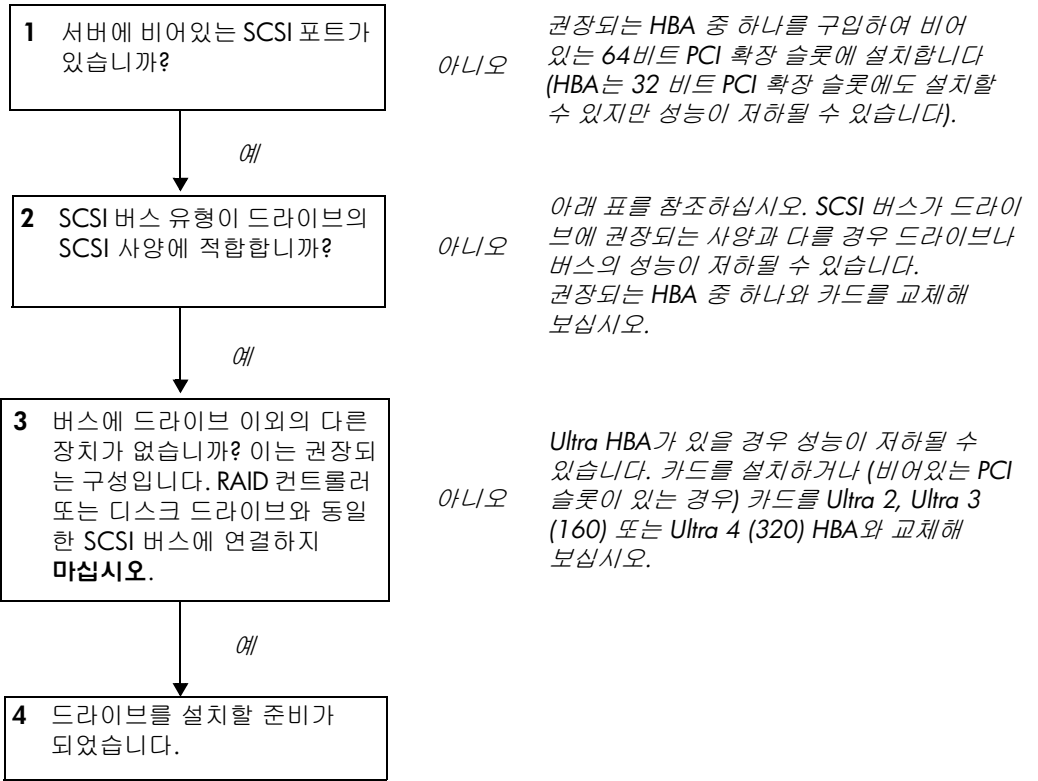 1 서버에 비어있는 SCSI 포트가
있습니까?
아니오
권장되는 HBA 중 하나를 구입하여 비어
있는 64비트 PCI 확장 슬롯에 설치합니다
(HBA는 32 비트 PCI 확장 슬롯에도 설치할
수 있지만 성능이 저하될 수 있습니다).
예
2 SCSI 버스 유형이 드라이브의
SCSI 사양에 적합합니까?
아니오
아래 표를 참조하십시오. SCSI 버스가 드라이
브에 권장되는 사양과 다를 경우 드라이브나
버스의 성능이 저하될 수 있습니다.
권장되는 HBA 중 하나와 카드를 교체해
보십시오.
예
3 버스에 드라이브 이외의 다른
장치가 없습니까? 이는 권장되
는 구성입니다. RAID 컨트롤러
또는 디스크 드라이브와 동일
한 SCSI 버스에 연결하지
마십시오.
아니오
Ultra HBA가 있을 경우 성능이 저하될 수
있습니다. 카드를 설치하거나 (비어있는 PCI
슬롯이 있는 경우) 카드를 Ultra 2, Ultra 3
(160) 또는 Ultra 4 (320) HBA와 교체해
보십시오.
예
4 드라이브를 설치할 준비가
되었습니다.